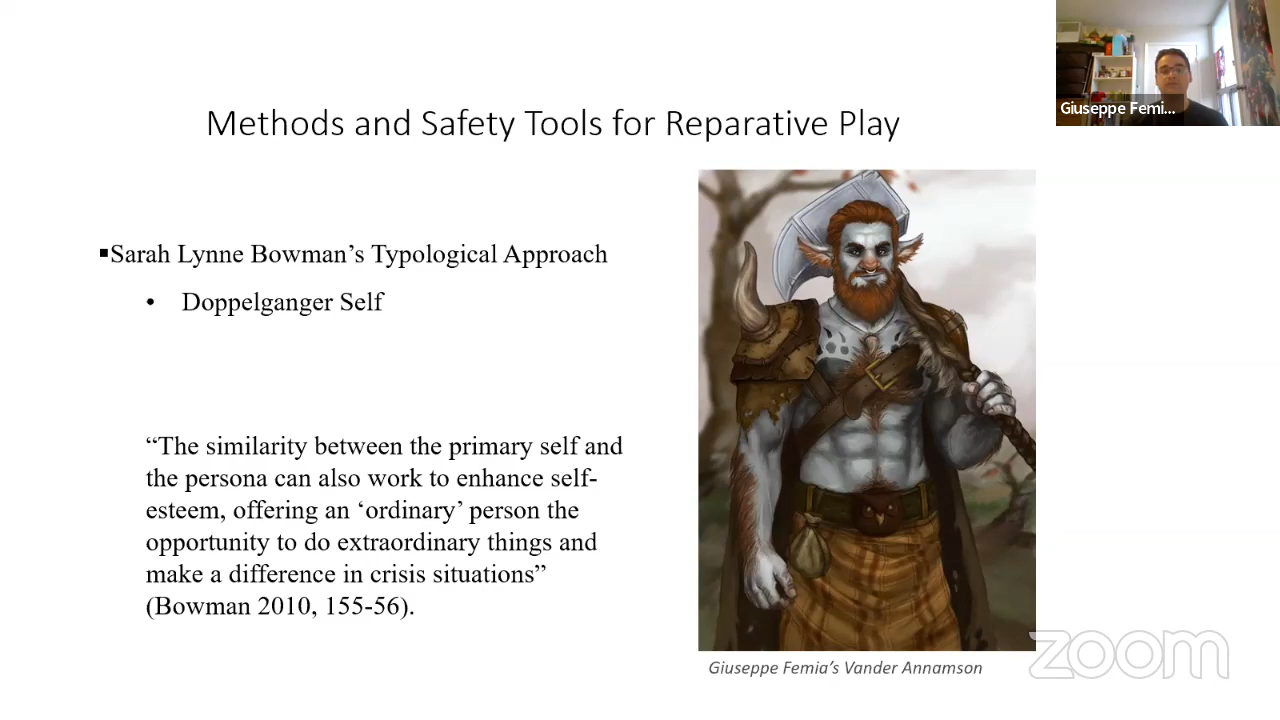 Giuseppe Femi...
Methods and Safety Tools for Reparative Play
▪Sarah Lynne Bowman’s Typological Approach
• Doppelganger Self
“The similarity between the primary self and
the persona can also work to enhance self-
esteem, offering an ‘ordinary’ person the
opportunity to do extraordinary things and
make a difference in crisis situations”
(Bowman 2010, 155-56).
Giuseppe Femia’s Vander Annamson
zoom